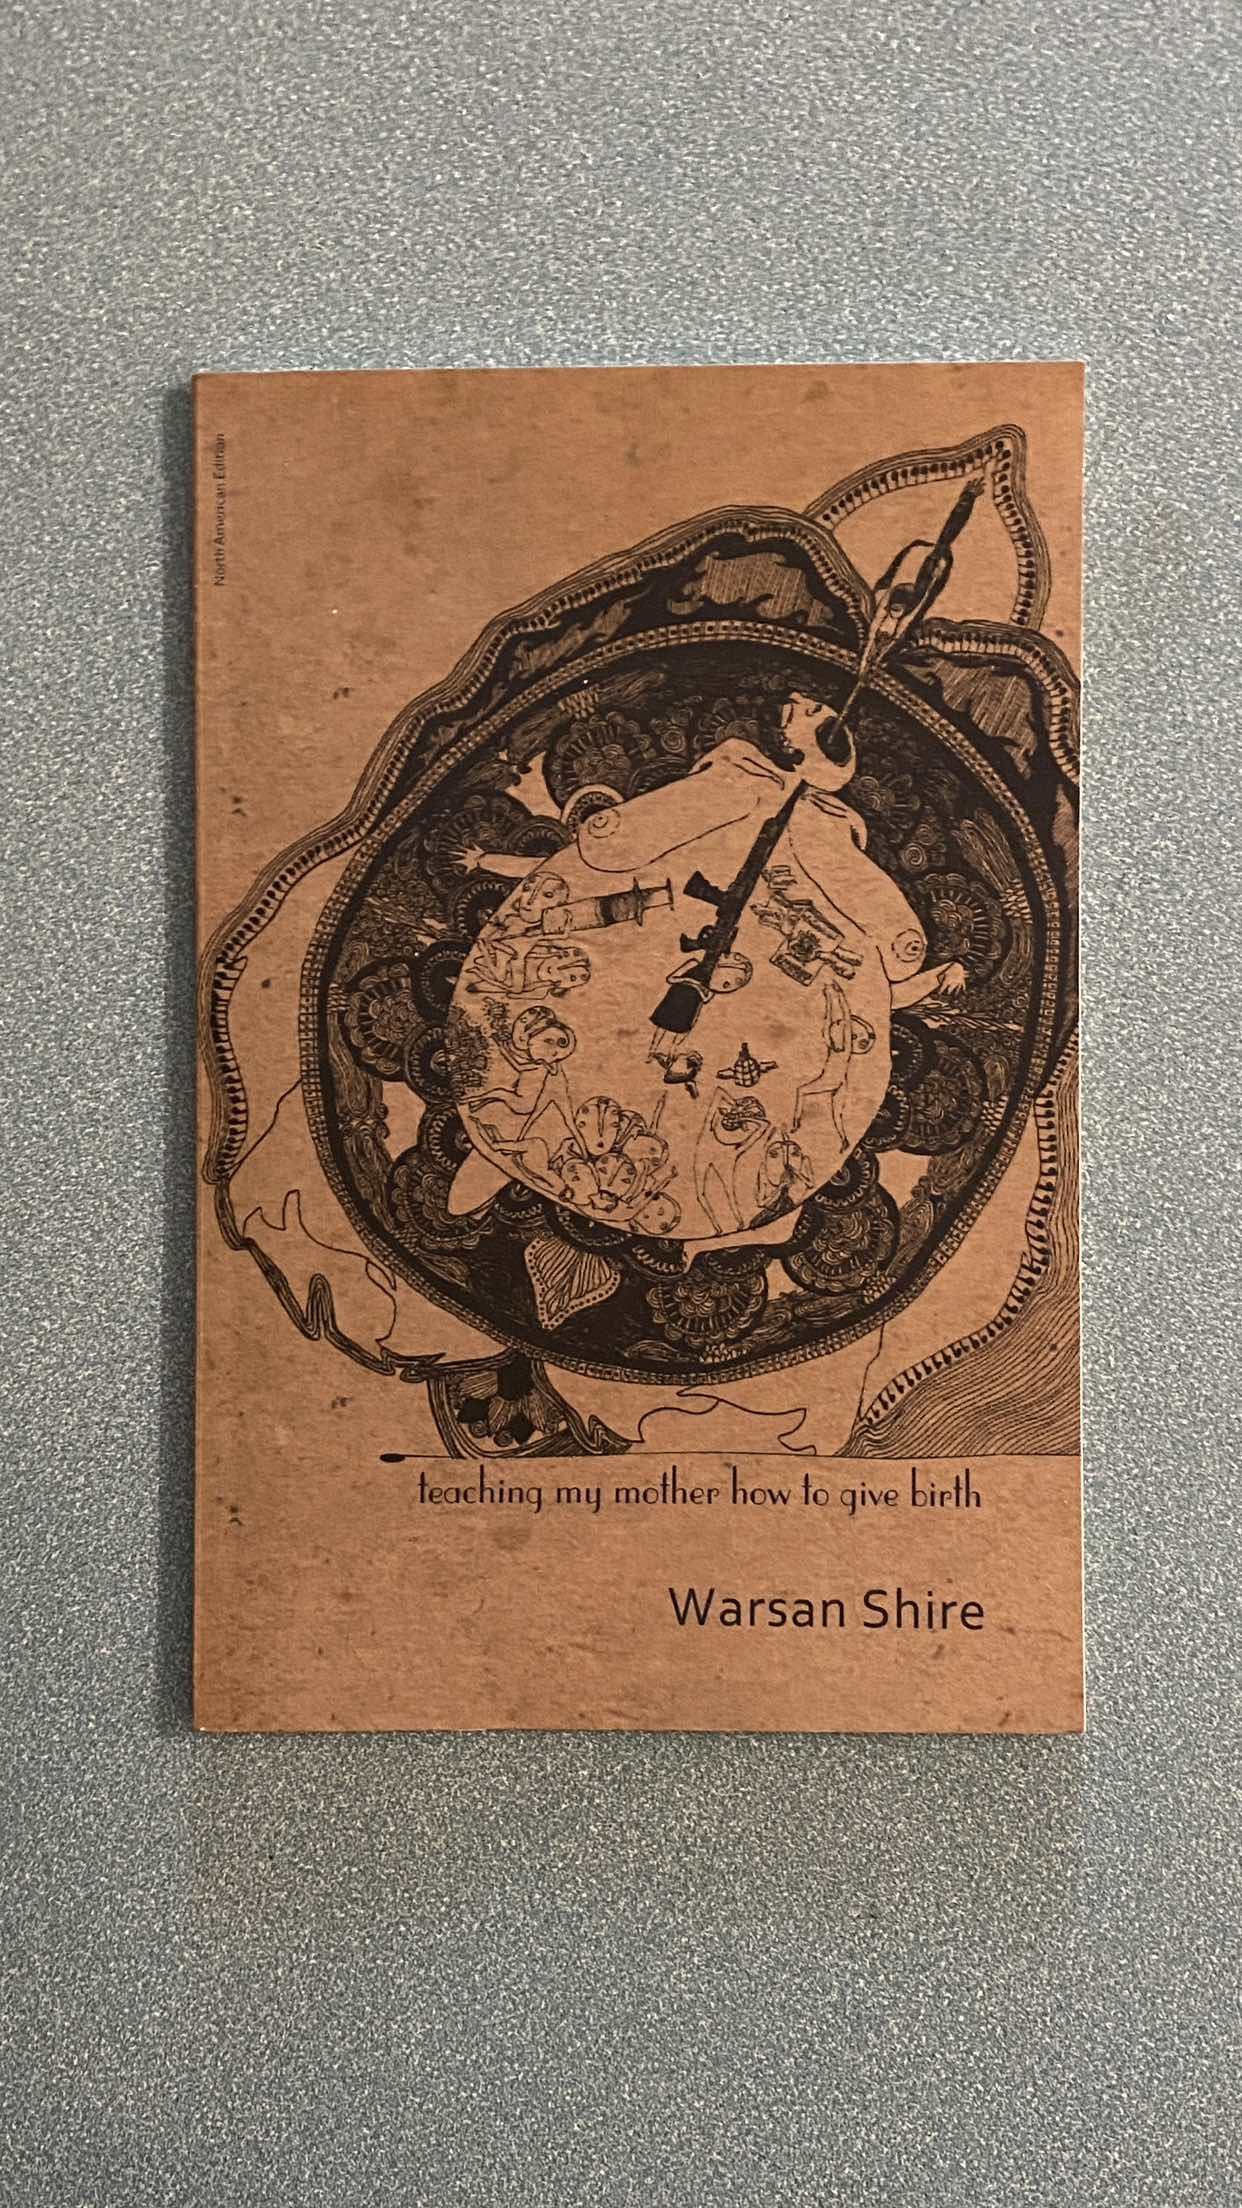 North American Edition
teaching my mother how to give birth
Warsan Shire